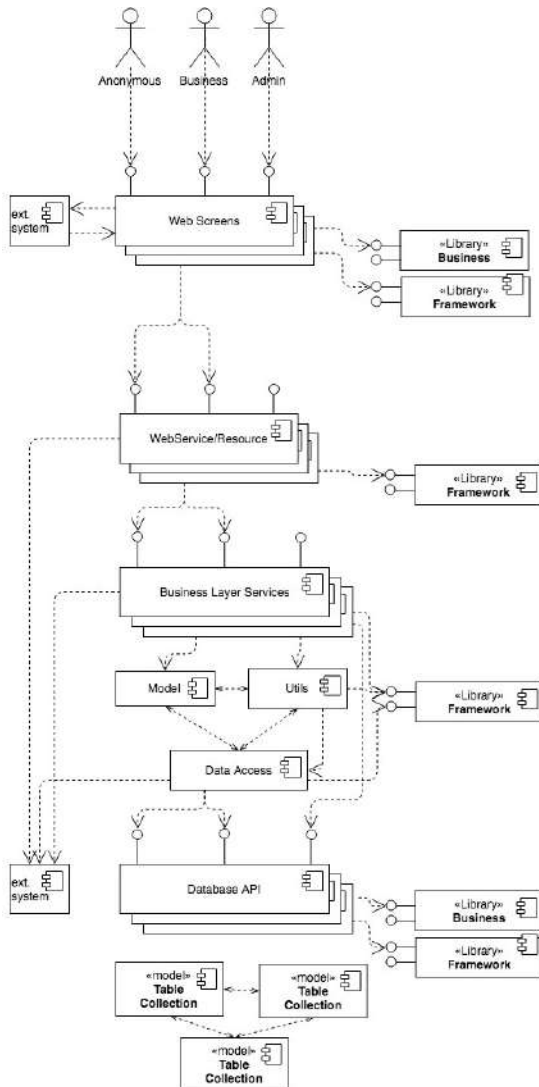 Anonymous
Business
Admin
ext.
system
Web Screens
«Library»
Business
«Library»
Framework
WebService/Resource
«Library»
Framework
Business Layer Services
Model
Utils
«Library»
Framework
Data Access
ext.
system
Database API
«Library»
Business
«Library»
Framework
«model»
Table
Collection
«model»
Table
Collection
«model»
Table
Collection